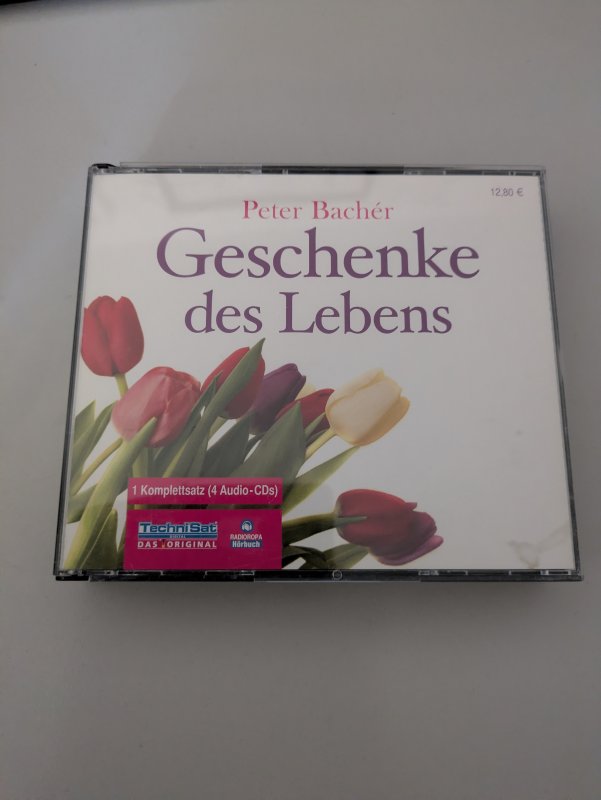 12,80 €
Peter Bachér
Geschenke
des Lebens
1 Komplettsatz (4 Audio-CDs)
TechniSat
DIGITAL
DAS ORIGINAL
RADIOROPA
Hörbuch